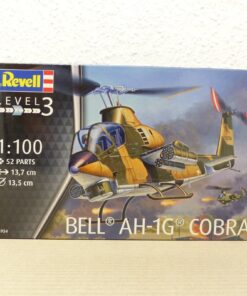 Revell
LEVEL 3
1:100
52 PARTS
13,7 cm
13,5 cm
BELL® AH-1G® COBRA